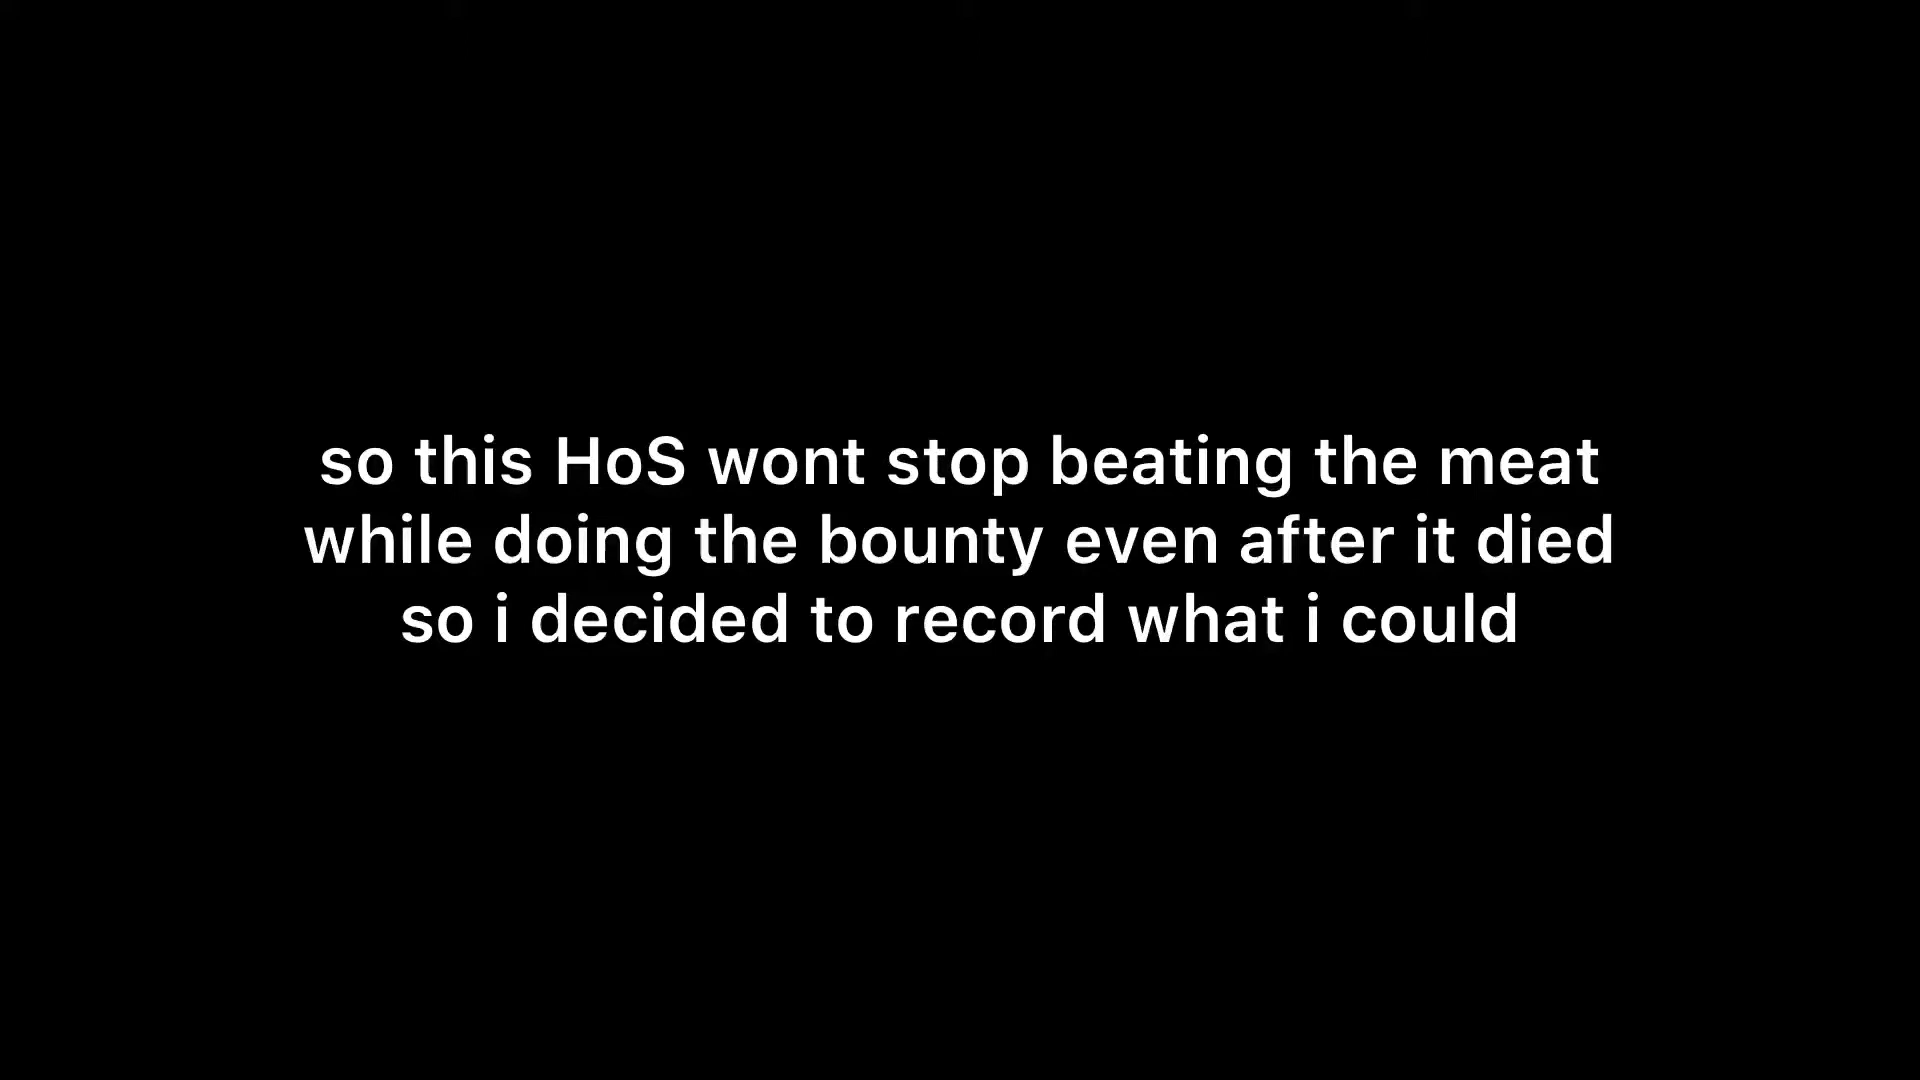 so this HoS wont stop beating the meat
while doing the bounty even after it died
so i decided to record what i could